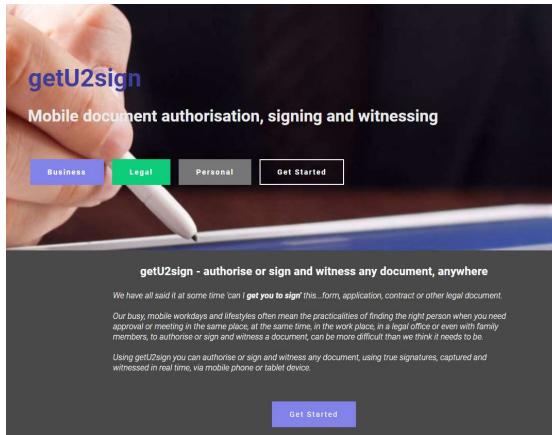 getU2sign
Mobile document authorisation, signing and witnessing
Business
Legal
Personal
Get Started
getU2sign - authorise or sign and witness any document, anywhere
We have all said it at some time 'can I get you to sign' this...form, application, contract or other legal document.
Our busy, mobile workdays and lifestyles often mean the practicalities of finding the right person when you need
approval or meeting in the same place, at the same time, in the work place, in a legal office or even with family
members, to authorise or sign and witness a document, can be more difficult than we think it needs to be.
Using getU2sign you can authorise or sign and witness any document, using true signatures, captured and
witnessed in real time, via mobile phone or tablet device.
Get Started